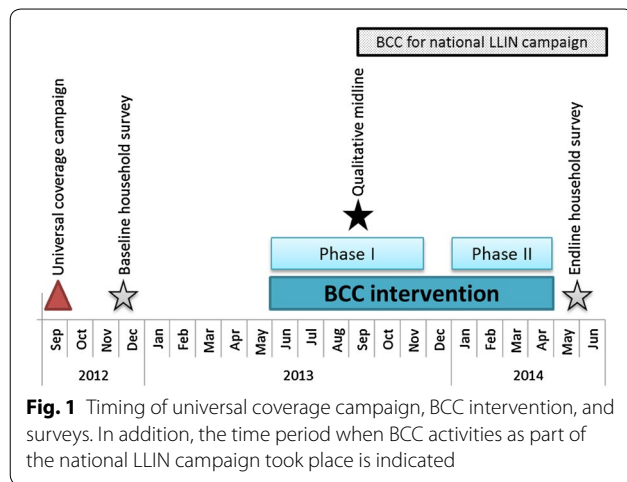 BCC for national LLIN campaign
Universal coverage campaign
Baseline household survey
Qualitative midline
Endline household survey
Phase I
Phase II
BCC intervention
Sep Oct Nov Dec Jan Feb Mar Apr May Jun Jul Aug Sep Oct Nov Dec Jan Feb Mar Apr May Jun
2012 2013 2014
Fig. 1 Timing of universal coverage campaign, BCC intervention, and
surveys. In addition, the time period when BCC activities as part of
the national LLIN campaign took place is indicated